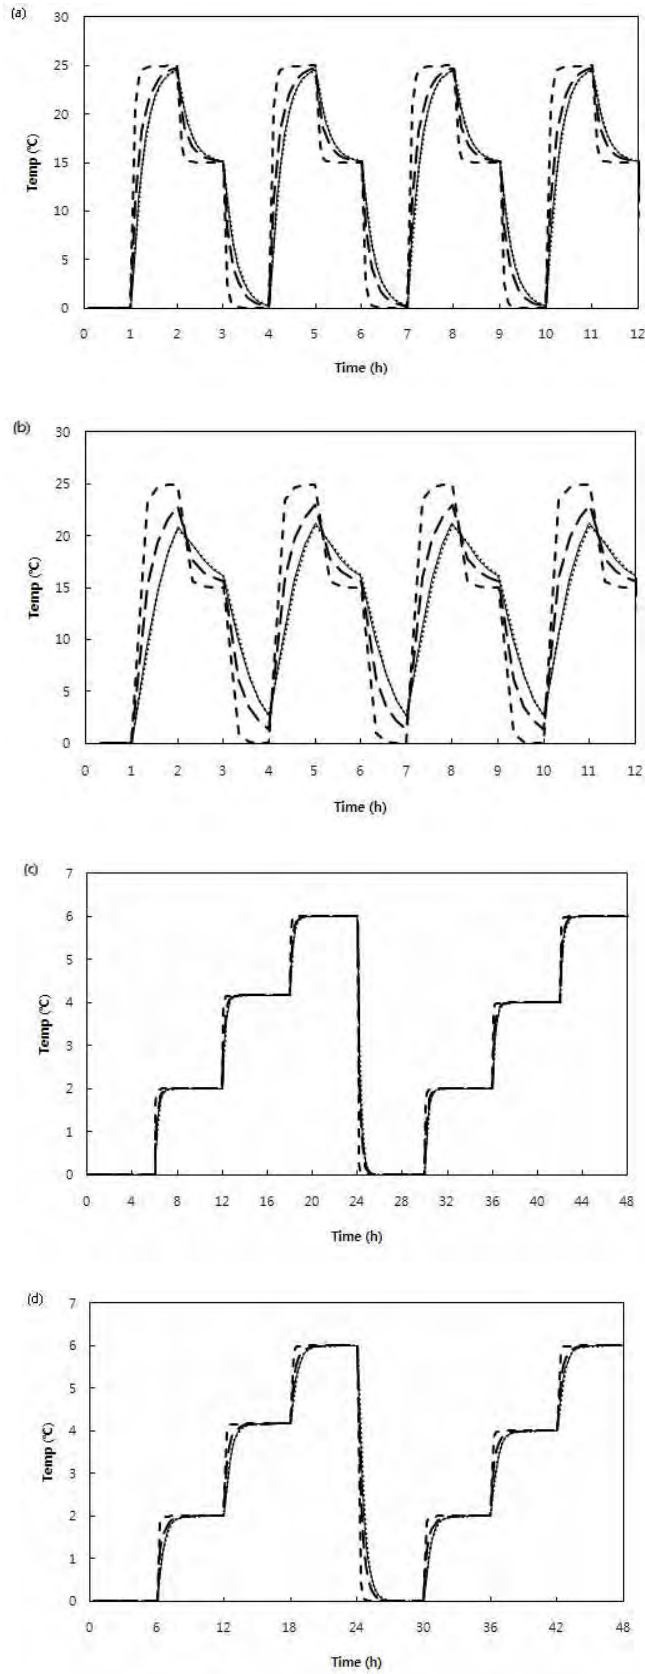 (a)
30
25
20
15
10
5
0
Temp (℃)
0 1 2 3 4 5 6 7 8 9 10 11 12
Time (h)
(b)
30
25
20
15
10
5
0
Temp (℃)
0 1 2 3 4 5 6 7 8 9 10 11 12
Time (h)
(c)
7
6
5
4
3
2
1
0
Temp (℃)
0 4 8 12 16 20 24 28 32 36 40 44 48
Time (h)
(d)
7
6
5
4
3
2
1
0
Temp (℃)
0 6 12 18 24 30 36 42 48
Time (h)